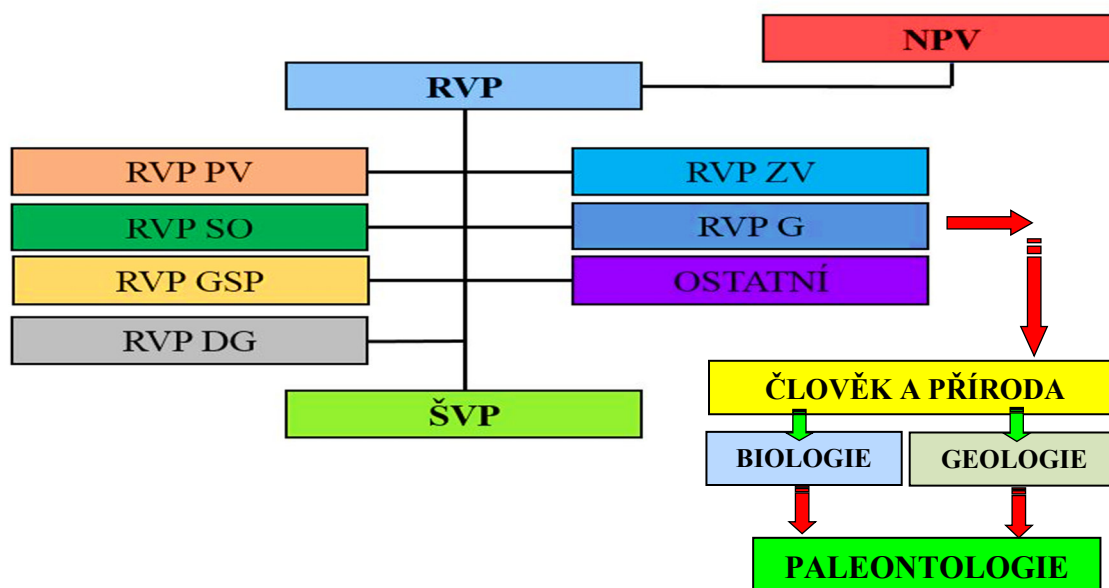 NPV
RVP
RVP PV
RVP ZV
RVP SO
RVP G
RVP GSP
OSTATNÍ
RVP DG
ČLOVĚK A PŘÍRODA
ŠVP
BIOLOGIE
GEOLOGIE
PALEONTOLOGIE